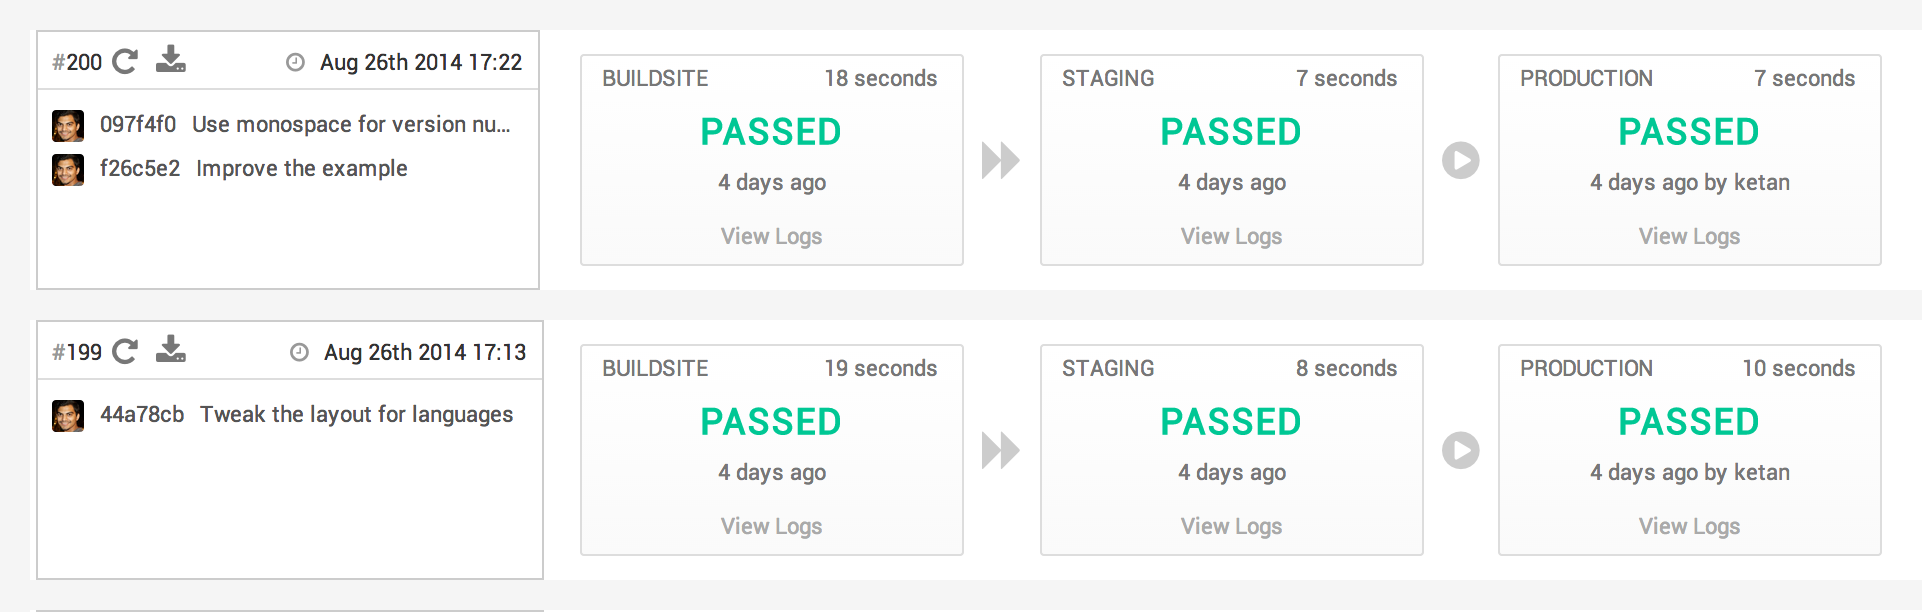 #200 Aug 26th 2014 17:22
097f4f0 Use monospace for version nu...
f26c5e2 Improve the example
BUILDSITE 18 seconds
PASSED
4 days ago
View Logs
STAGING 7 seconds
PASSED
4 days ago
View Logs
PRODUCTION 7 seconds
PASSED
4 days ago by ketan
View Logs
#199 Aug 26th 2014 17:13
44a78cb Tweak the layout for languages
BUILDSITE 19 seconds
PASSED
4 days ago
View Logs
STAGING 8 seconds
PASSED
4 days ago
View Logs
PRODUCTION 10 seconds
PASSED
4 days ago by ketan
View Logs